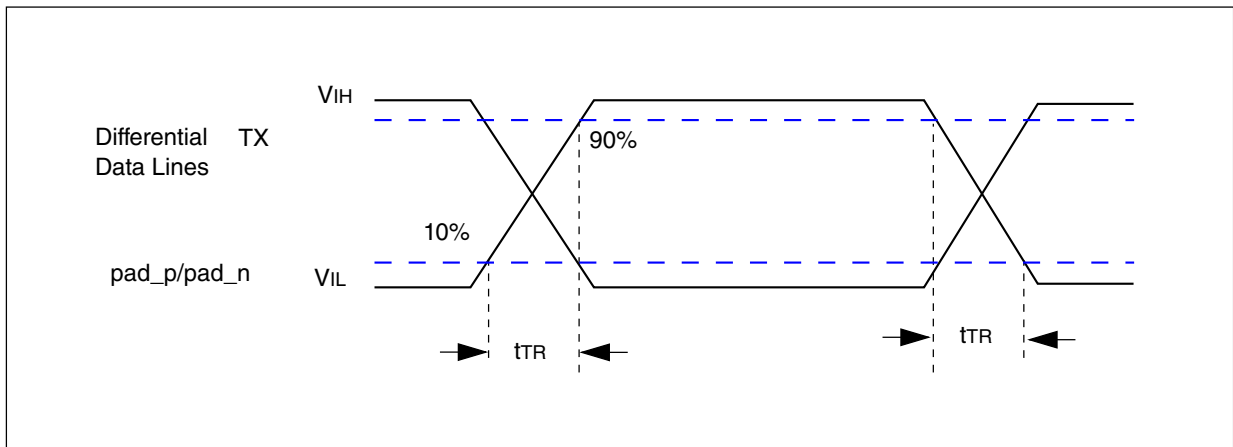 VIH
Differential TX
Data Lines
90%
10%
pad_p/pad_n VIL
tTR
tTR